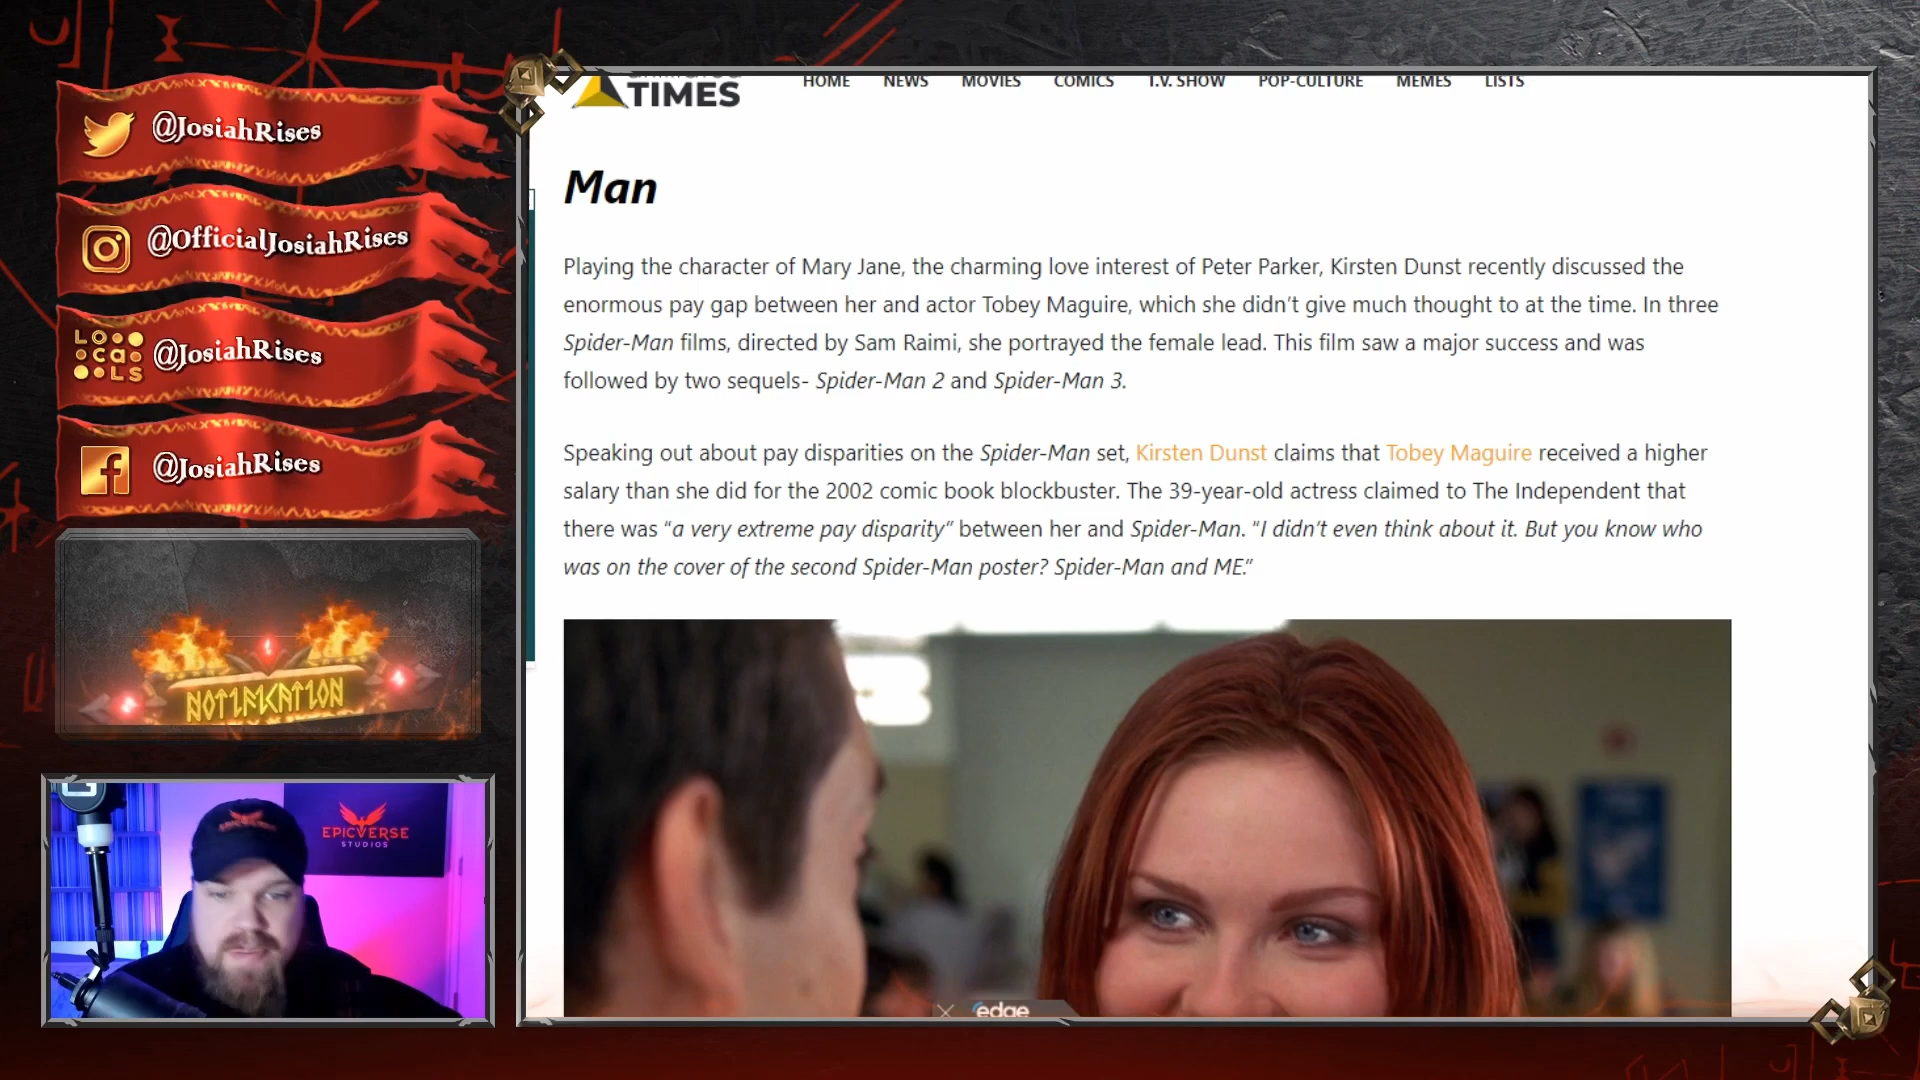 @JosiahRises
@OfficialJosiahRises
LOcaLS
@JosiahRises
@JosiahRises
NOTIFICATION
EPICVERSE
STUDIOS
TIMES
HOME NEWS MOVIES COMICS T.V. SHOW POP-CULTURE MEMES LISTS
Man
Playing the character of Mary Jane, the charming love interest of Peter Parker, Kirsten Dunst recently discussed the
enormous pay gap between her and actor Tobey Maguire, which she didn’t give much thought to at the time. In three
Spider-Man films, directed by Sam Raimi, she portrayed the female lead. This film saw a major success and was
followed by two sequels- Spider-Man 2 and Spider-Man 3.
Speaking out about pay disparities on the Spider-Man set, Kirsten Dunst claims that Tobey Maguire received a higher
salary than she did for the 2002 comic book blockbuster. The 39-year-old actress claimed to The Independent that
there was “a very extreme pay disparity” between her and Spider-Man. “I didn’t even think about it. But you know who
was on the cover of the second Spider-Man poster? Spider-Man and ME.”
edge